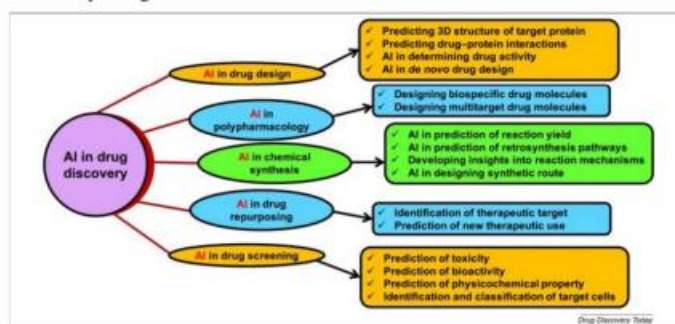 AI in drug discovery
AI in drug design
Predicting 3D structure of target protein
Predicting drug–protein interactions
AI in determining drug activity
AI in de novo drug design
AI in polypharmacology
Designing biospecific drug molecules
Designing multitarget drug molecules
AI in chemical synthesis
AI in prediction of reaction yield
AI in prediction of retrosynthesis pathways
Developing insights into reaction mechanisms
AI in designing synthetic route
AI in drug repurposing
Identification of therapeutic target
Prediction of new therapeutic use
AI in drug screening
Prediction of toxicity
Prediction of bioactivity
Prediction of physicochemical property
Identification and classification of target cells
Drug Discovery Today